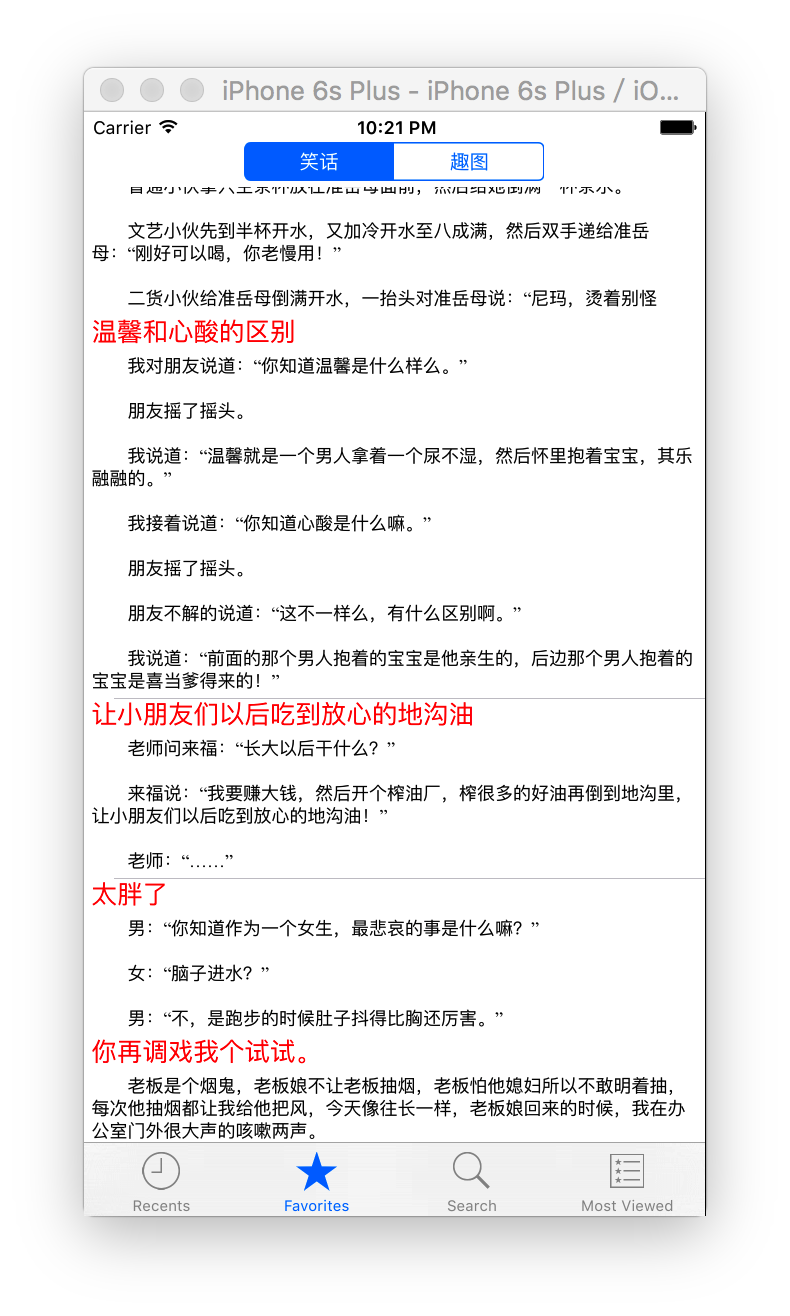 iPhone 6s Plus - iPhone 6s Plus / iO...
Carrier 10:21 PM
笑话 趣图
文艺小伙先到半杯开水，又加冷开水至八成满，然后双手递给准岳
母：“刚好可以喝，你老慢用！”
二货小伙给准岳母倒满开水，一抬头对准岳母说：“尼玛，烫着别怪
温馨和心酸的区别
我对朋友说道：“你知道温馨是什么样么。”
朋友摇了摇头。
我说道：“温馨就是一个男人拿着一个尿不湿，然后怀里抱着宝宝，其乐
融融的。”
我接着说道：“你知道心酸是什么嘛。”
朋友摇了摇头。
朋友不解的说道：“这不一样么，有什么区别啊。”
我说道：“前面的那个男人抱着的宝宝是他亲生的，后边那个男人抱着的
宝宝是喜当爹得来的！”
让小朋友们以后吃到放心的地沟油
老师问来福：“长大以后干什么？”
来福说：“我要赚大钱，然后开个榨油厂，榨很多的好油再倒到地沟里，
让小朋友们以后吃到放心的地沟油！”
老师：“……”
太胖了
男：“你知道作为一个女生，最悲哀的事是什么嘛？”
女：“脑子进水？”
男：“不，是跑步的时候肚子抖得比胸还厉害。”
你再调戏我个试试。
老板是个烟鬼，老板娘不让老板抽烟，老板怕他媳妇所以不敢明着抽，
每次他抽烟都让我给他把风，今天像往长一样，老板娘回来的时候，我在办
公室门外很大声的咳嗽两声。
Recents Favorites Search Most Viewed